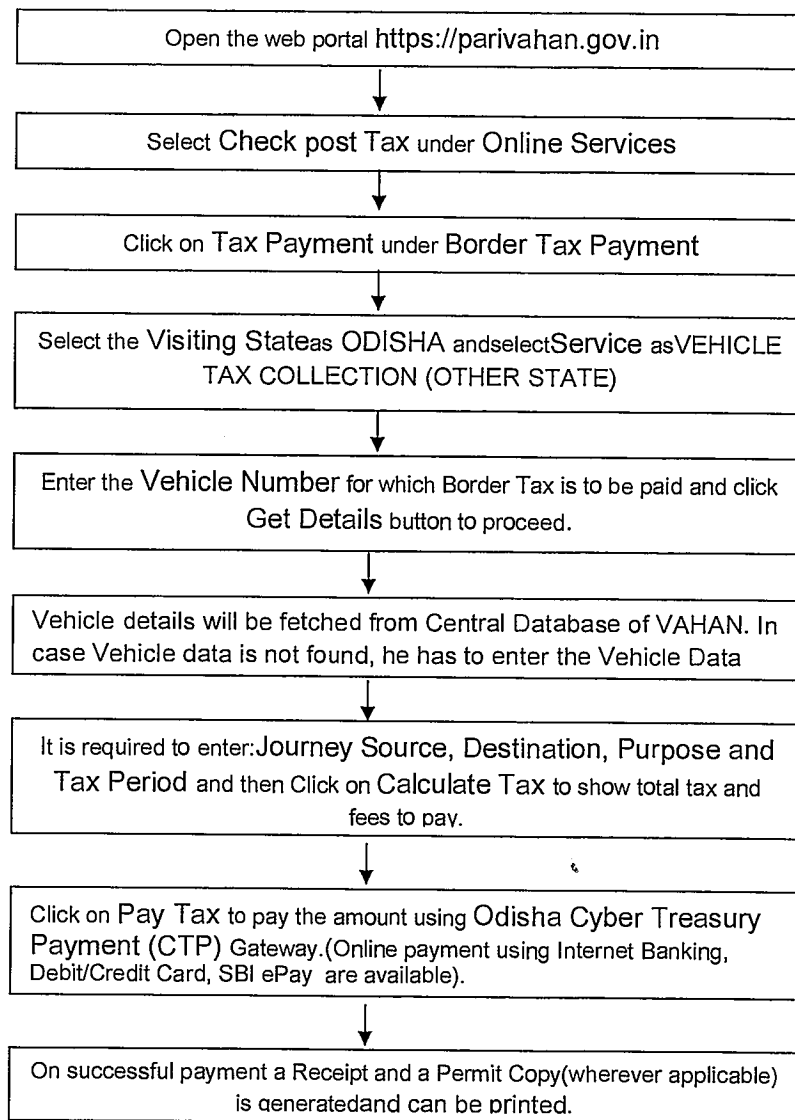 Open the web portal https://parivahan.gov.in
Select Check post Tax under Online Services
Click on Tax Payment under Border Tax Payment
Select the Visiting Stateas ODISHA andselectService asVEHICLE
TAX COLLECTION (OTHER STATE)
Enter the Vehicle Number for which Border Tax is to be paid and click
Get Details button to proceed.
Vehicle details will be fetched from Central Database of VAHAN. In
case Vehicle data is not found, he has to enter the Vehicle Data
It is required to enter:Journey Source, Destination, Purpose and
Tax Period and then Click on Calculate Tax to show total tax and
fees to pay.
Click on Pay Tax to pay the amount using Odisha Cyber Treasury
Payment (CTP) Gateway.(Online payment using Internet Banking,
Debit/Credit Card, SBI ePay are available).
On successful payment a Receipt and a Permit Copy(wherever applicable)
is generatedand can be printed.